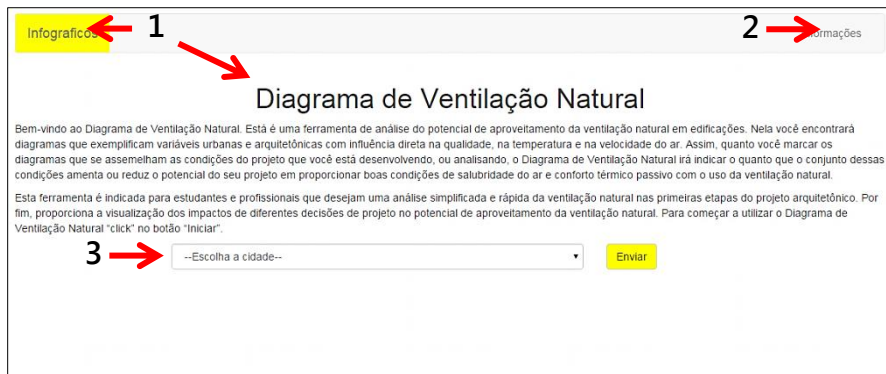 Infograficos 1 2 Informações
Diagrama de Ventilação Natural
Bem-vindo ao Diagrama de Ventilação Natural. Está é uma ferramenta de análise do potencial de aproveitamento da ventilação natural em edificações. Nela você encontrará
diagramas que exemplificam variáveis urbanas e arquitetônicas com influência direta na qualidade, na temperatura e na velocidade do ar. Assim, quanto você marcar os
diagramas que se assemelham as condições do projeto que você está desenvolvendo, ou analisando, o Diagrama de Ventilação Natural irá indicar o quanto que o conjunto dessas
condições amenta ou reduz o potencial do seu projeto em proporcionar boas condições de salubridade do ar e conforto térmico passivo com o uso da ventilação natural.
Esta ferramenta é indicada para estudantes e profissionais que desejam uma análise simplificada e rápida da ventilação natural nas primeiras etapas do projeto arquitetônico. Por
fim, proporciona a visualização dos impactos de diferentes decisões de projeto no potencial de aproveitamento da ventilação natural. Para começar a utilizar o Diagrama de
Ventilação Natural "click" no botão "Iniciar".
3 --Escolha a cidade-- Enviar